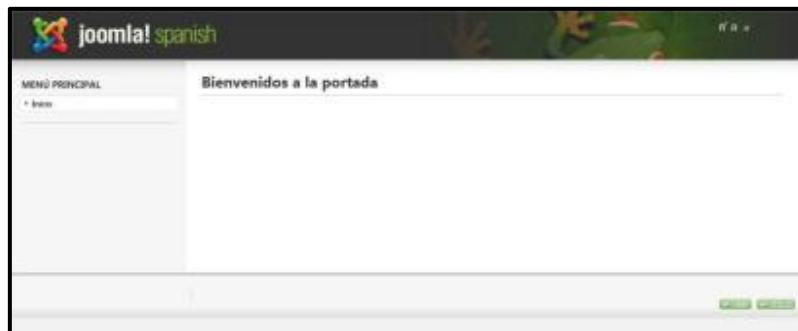 joomla! spanish
MENÚ PRINCIPAL
Inicio
Bienvenidos a la portada